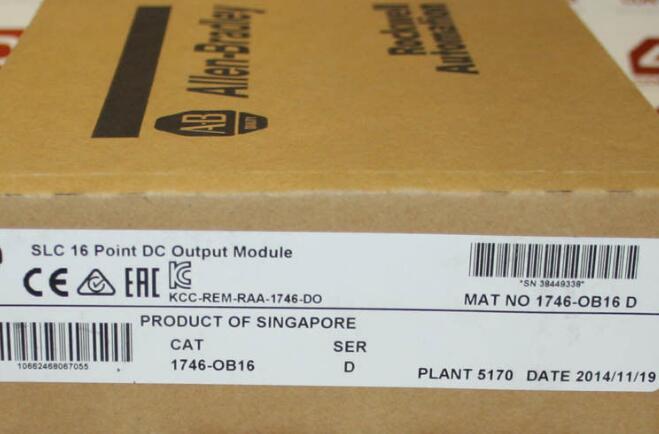 Allen-Bradley
Rockwell
Automation
AB
SLC 16 Point DC Output Module
CE EAC
KCC-REM-RAA-1746-DO
*SN 38449338*
MAT NO 1746-OB16 D
PRODUCT OF SINGAPORE
CAT SER
1746-OB16 D
10662468067055
PLANT 5170 DATE 2014/11/19